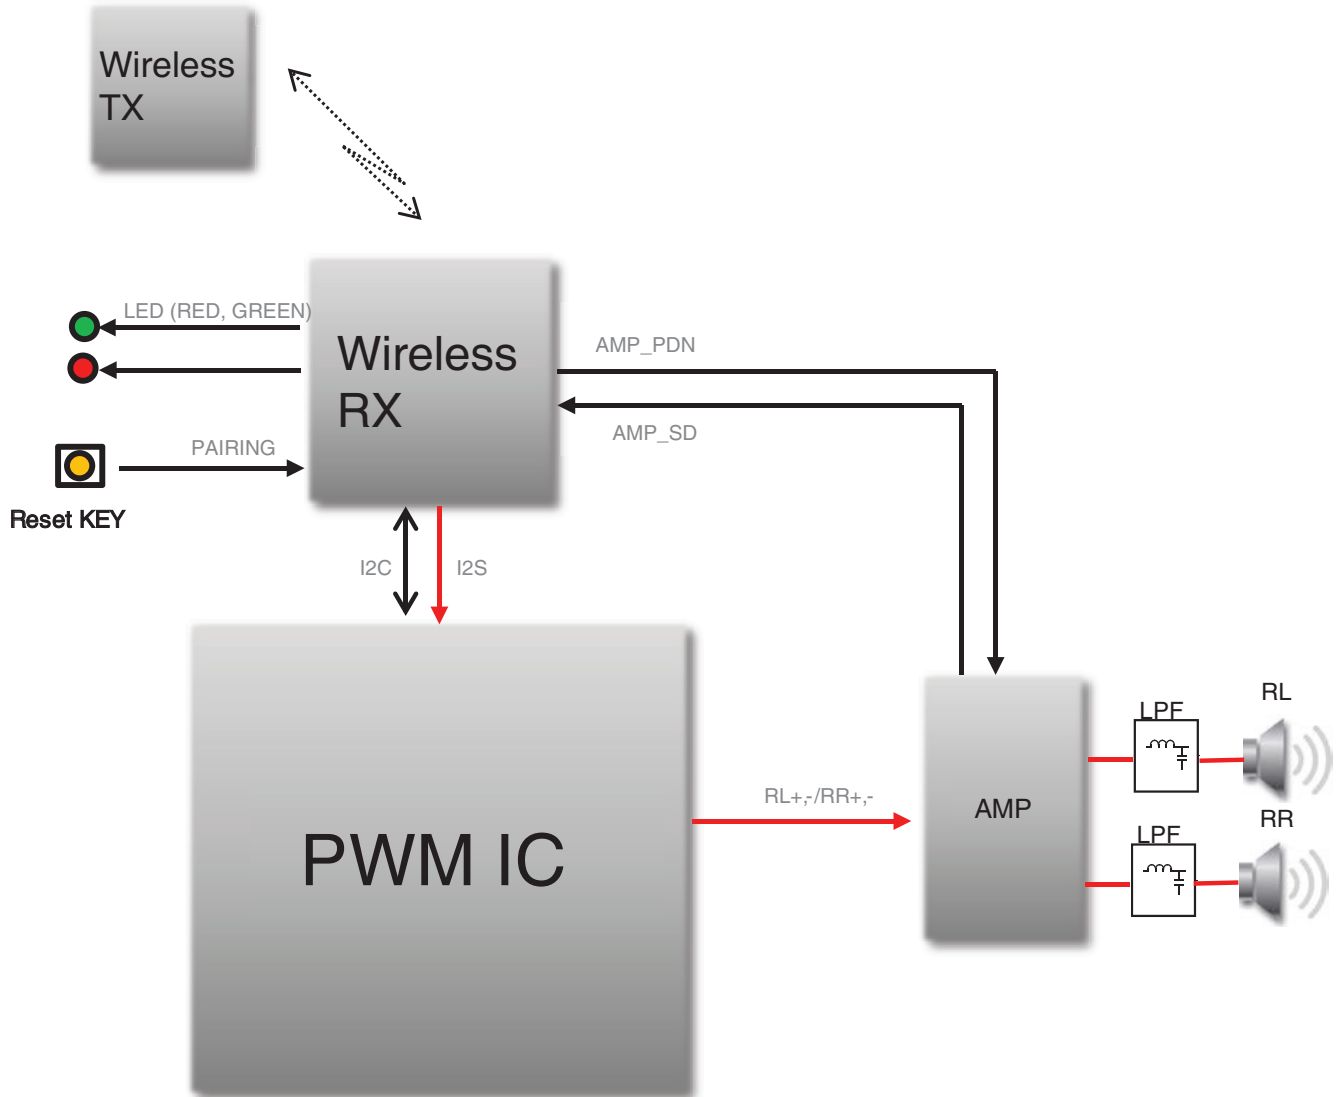 Wireless
TX
LED (RED, GREEN)
Wireless
RX
AMP_PDN
AMP_SD
PAIRING
Reset KEY
I2C
I2S
RL
LPF
RL+,-/RR+,-
AMP
RR
LPF
PWM IC